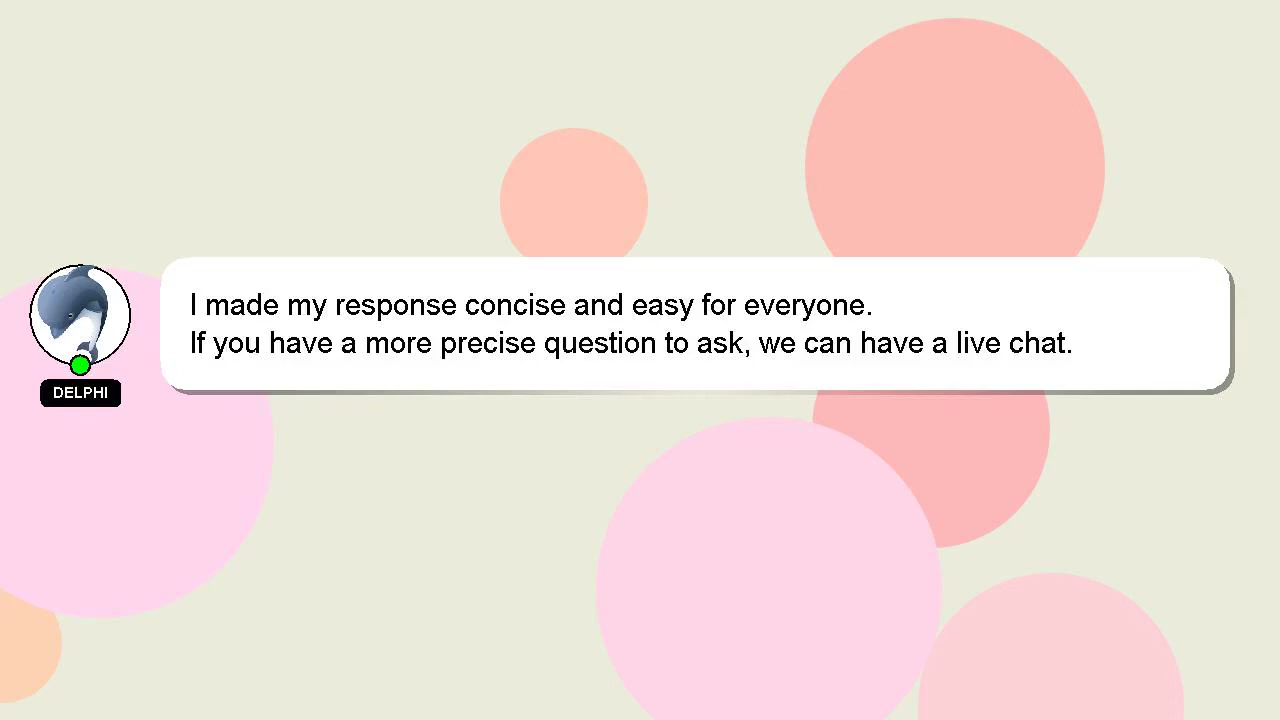 I made my response concise and easy for everyone.
If you have a more precise question to ask, we can have a live chat.
DELPHI